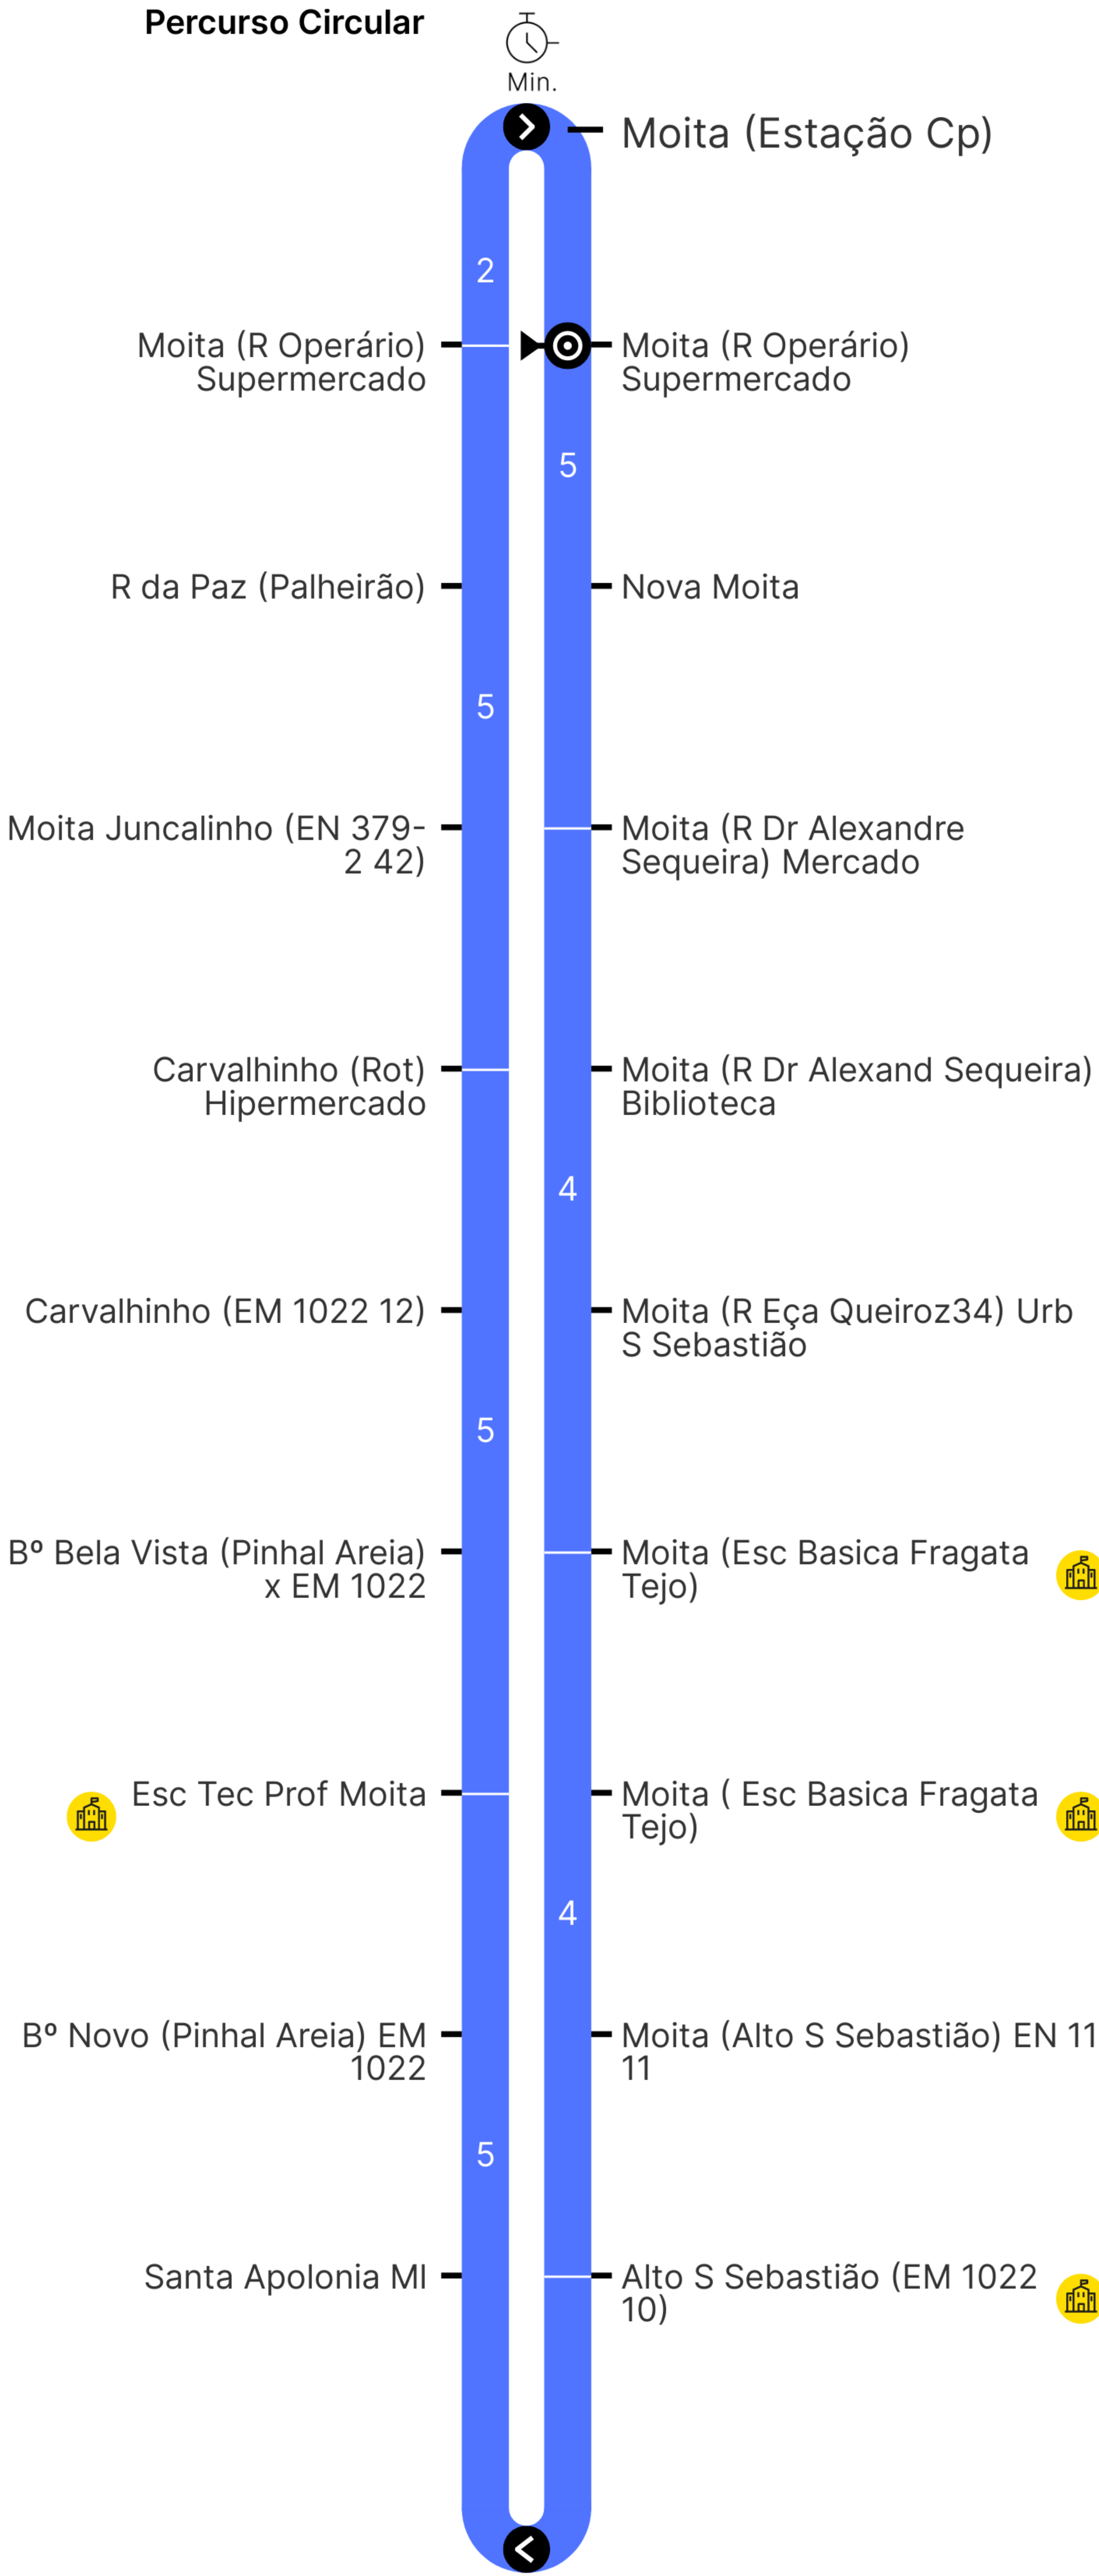 Percurso Circular
Min.
Moita (Estação Cp)
2
Moita (R Operário)
Supermercado
Moita (R Operário)
Supermercado
5
R da Paz (Palheirão)
Nova Moita
5
Moita Juncalinho (EN 379-
2 42)
Moita (R Dr Alexandre
Sequeira) Mercado
Carvalhinho (Rot)
Hipermercado
Moita (R Dr Alexand Sequeira)
Biblioteca
4
Carvalhinho (EM 1022 12)
Moita (R Eça Queiroz34) Urb
S Sebastião
5
Bº Bela Vista (Pinhal Areia)
x EM 1022
Moita (Esc Basica Fragata
Tejo)
Esc Tec Prof Moita
Moita ( Esc Basica Fragata
Tejo)
4
Bº Novo (Pinhal Areia) EM
1022
Moita (Alto S Sebastião) EN 11
11
5
Santa Apolonia MI
Alto S Sebastião (EM 1022
10)